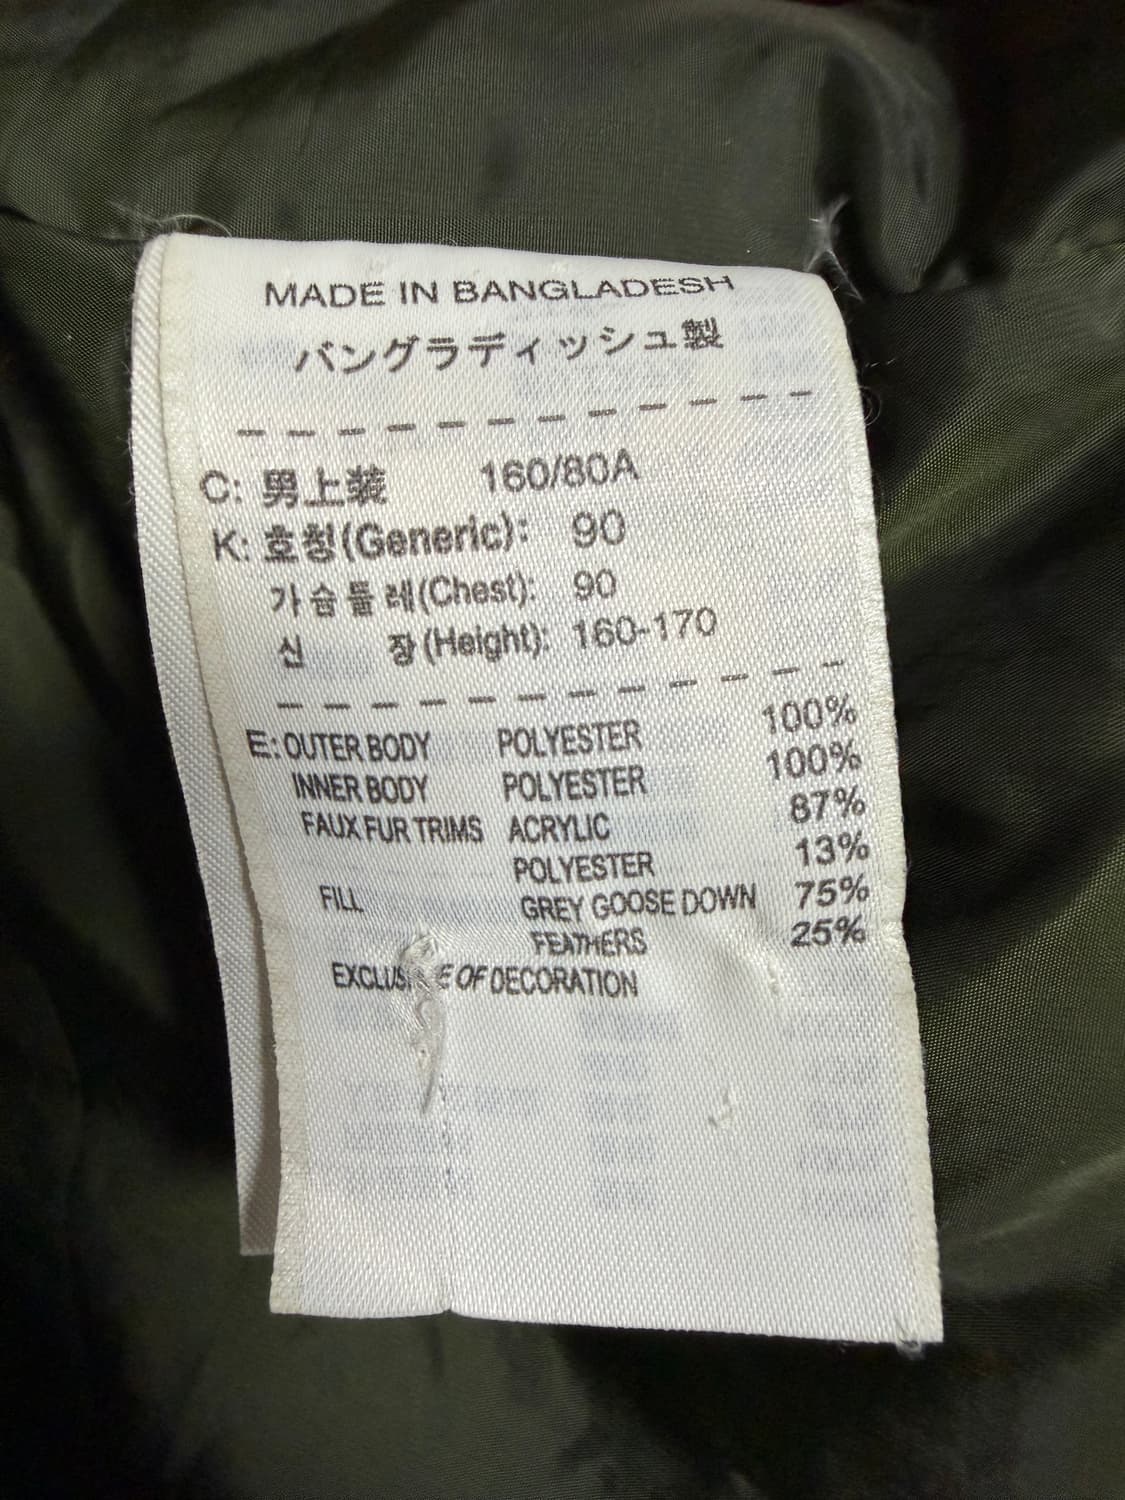 MADE IN BANGLADESH
バングラディッシュ製
C: 男上装 160/80A
K: 호칭(Generic): 90
가슴둘레(Chest): 90
신 장(Height): 160-170
E: OUTER BODY POLYESTER 100%
INNER BODY POLYESTER 100%
FAUX FUR TRIMS ACRYLIC 87%
POLYESTER 13%
FILL GREY GOOSE DOWN 75%
FEATHERS 25%
EXCLUSIVE OF DECORATION